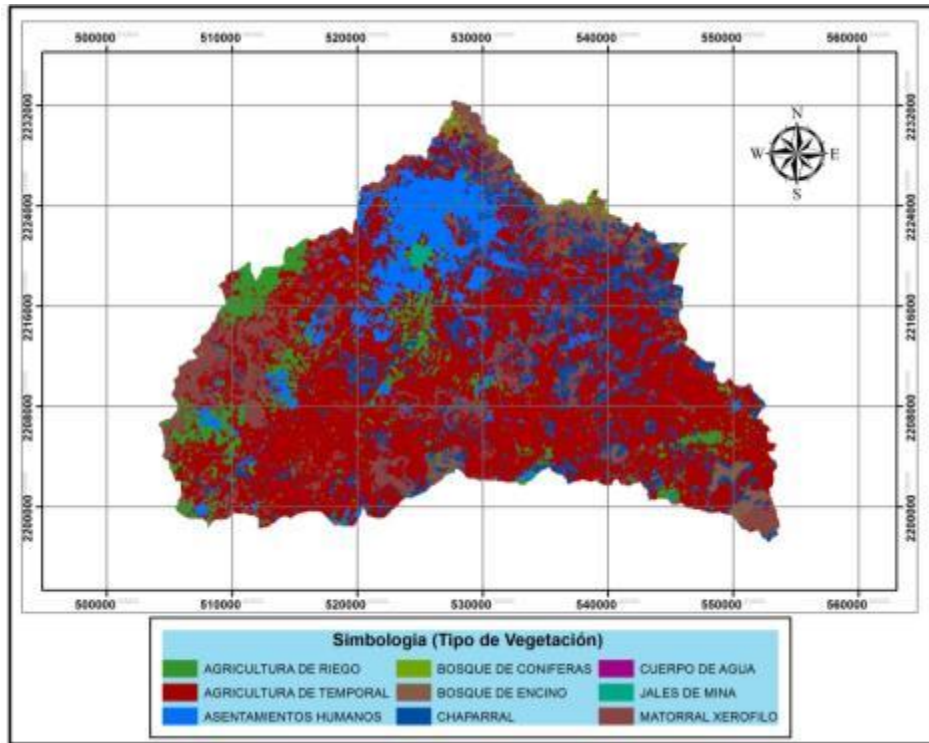 500000 510000 520000 530000 540000 550000 560000
2232000 2232000
N
W E
S
2224000 2224000
2216000 2216000
2208000 2208000
2200000 2200000
500000 510000 520000 530000 540000 550000 560000
Simbología (Tipo de Vegetación)
AGRICULTURA DE RIEGO BOSQUE DE CONIFERAS CUERPO DE AGUA
AGRICULTURA DE TEMPORAL BOSQUE DE ENCINO JALES DE MINA
ASENTAMIENTOS HUMANOS CHAPARRAL MATORRAL XEROFILO